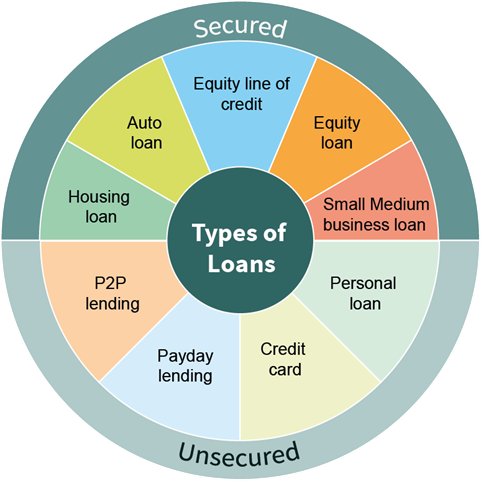 Secured
Equity line of
credit
Auto
loan
Equity
loan
Housing
loan
Small Medium
business loan
Types of
Loans
P2P
lending
Personal
loan
Payday
lending
Credit
card
Unsecured